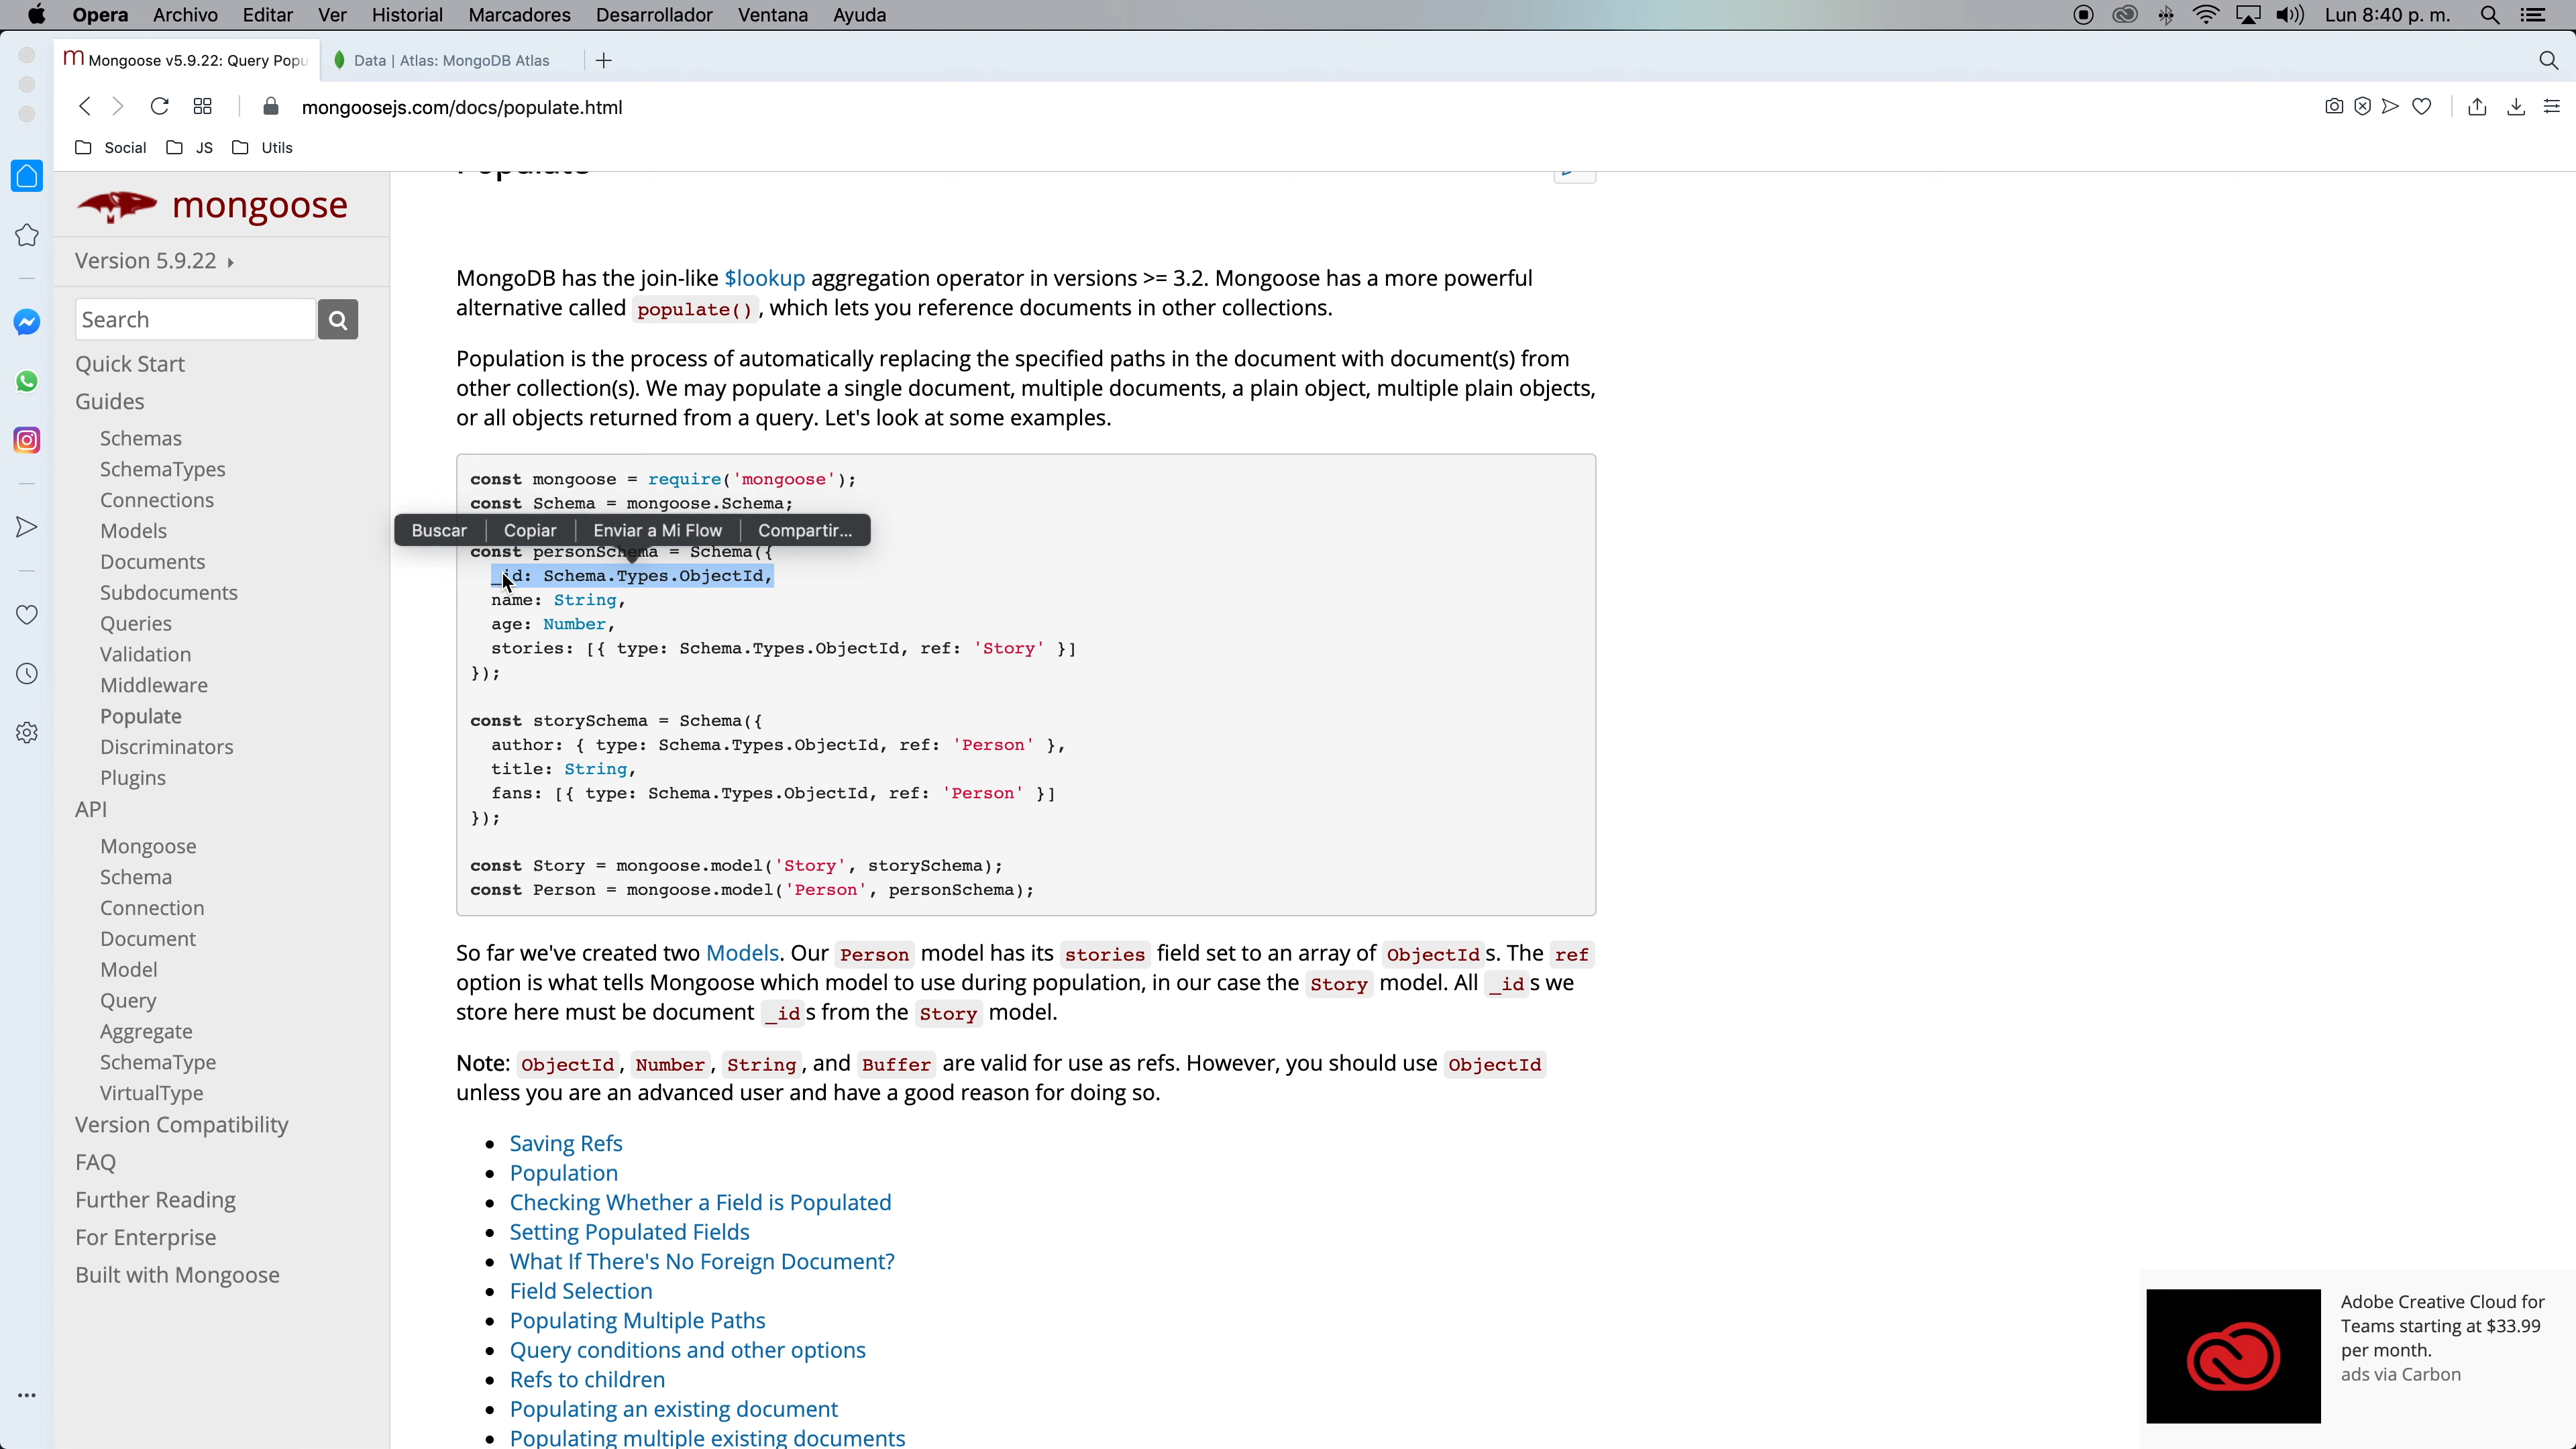 Opera Archivo Editar Ver Historial Marcadores Desarrollador Ventana Ayuda Lun 8:40 p. m.
Mongoose v5.9.22: Query Popu Data | Atlas: MongoDB Atlas
mongoosejs.com/docs/populate.html
Social JS Utils
mongoose
Version 5.9.22
Search
Quick Start
Guides
Schemas
SchemaTypes
Connections
Models
Documents
Subdocuments
Queries
Validation
Middleware
Populate
Discriminators
Plugins
API
Mongoose
Schema
Connection
Document
Model
Query
Aggregate
SchemaType
VirtualType
Version Compatibility
FAQ
Further Reading
For Enterprise
Built with Mongoose
Populate
MongoDB has the join-like $lookup aggregation operator in versions >= 3.2. Mongoose has a more powerful
alternative called populate(), which lets you reference documents in other collections.
Population is the process of automatically replacing the specified paths in the document with document(s) from
other collection(s). We may populate a single document, multiple documents, a plain object, multiple plain objects,
or all objects returned from a query. Let's look at some examples.
const mongoose = require('mongoose');
const Schema = mongoose.Schema;
Buscar Copiar Enviar a Mi Flow Compartir...
const personSchema = Schema({
_id: Schema.Types.ObjectId,
name: String,
age: Number,
stories: [{ type: Schema.Types.ObjectId, ref: 'Story' }]
});
const storySchema = Schema({
author: { type: Schema.Types.ObjectId, ref: 'Person' },
title: String,
fans: [{ type: Schema.Types.ObjectId, ref: 'Person' }]
});
const Story = mongoose.model('Story', storySchema);
const Person = mongoose.model('Person', personSchema);
So far we've created two Models. Our Person model has its stories field set to an array of ObjectIds. The ref
option is what tells Mongoose which model to use during population, in our case the Story model. All _ids we
store here must be document _ids from the Story model.
Note: ObjectId, Number, String, and Buffer are valid for use as refs. However, you should use ObjectId
unless you are an advanced user and have a good reason for doing so.
Saving Refs
Population
Checking Whether a Field is Populated
Setting Populated Fields
What If There's No Foreign Document?
Field Selection
Populating Multiple Paths
Query conditions and other options
Refs to children
Populating an existing document
Populating multiple existing documents
Adobe Creative Cloud for
Teams starting at $33.99
per month.
ads via Carbon